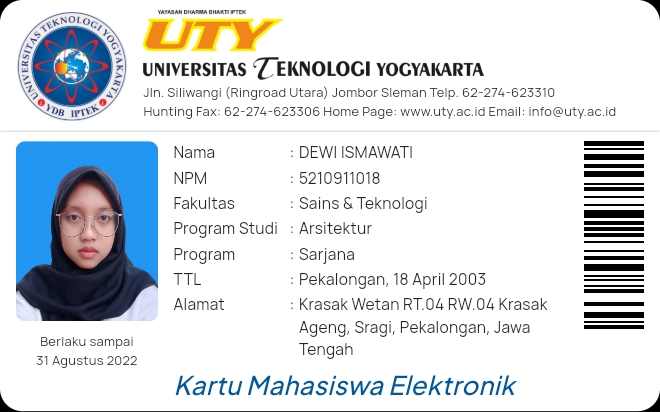 UNIVERSITAS TEKNOLOGI YOGYAKARTA
YDB IPTEK
YAYASAN DHARMA BHAKTI IPTEK
UTY
UNIVERSITAS TEKNOLOGI YOGYAKARTA
Jln. Siliwangi (Ringroad Utara) Jombor Sleman Telp. 62-274-623310
Hunting Fax: 62-274-623306 Home Page: www.uty.ac.id Email: info@uty.ac.id
Nama : DEWI ISMAWATI
NPM : 5210911018
Fakultas : Sains & Teknologi
Program Studi : Arsitektur
Program : Sarjana
TTL : Pekalongan, 18 April 2003
Alamat : Krasak Wetan RT.04 RW.04 Krasak
Ageng, Sragi, Pekalongan, Jawa
Tengah
Berlaku sampai
31 Agustus 2022
Kartu Mahasiswa Elektronik